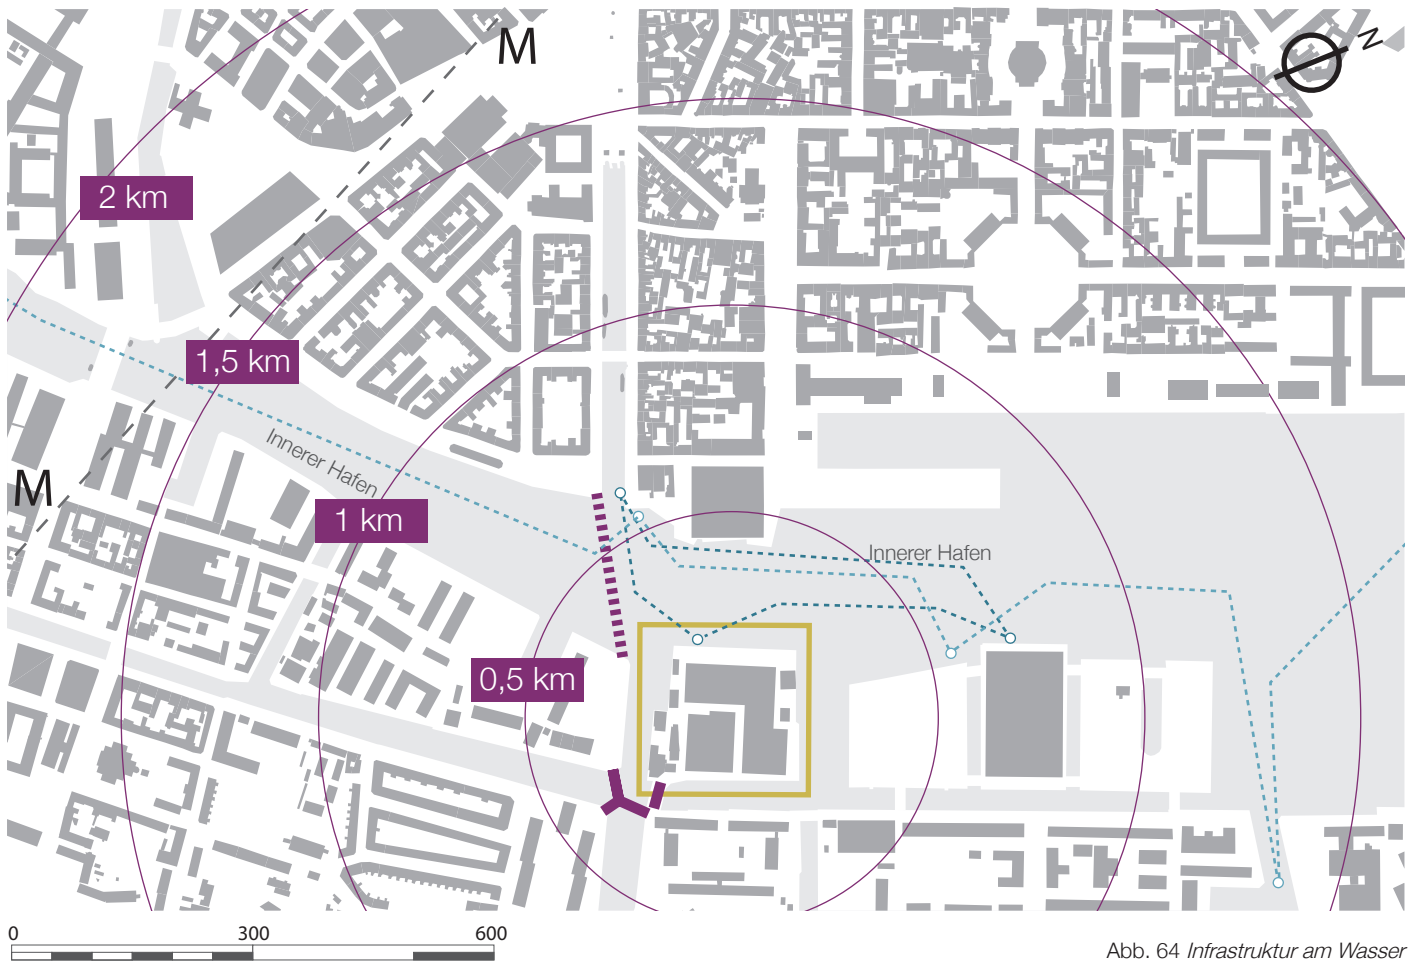 M
N
2 km
1,5 km
Innerer Hafen
M
1 km
Innerer Hafen
0,5 km
0 300 600
Abb. 64 Infrastruktur am Wasser